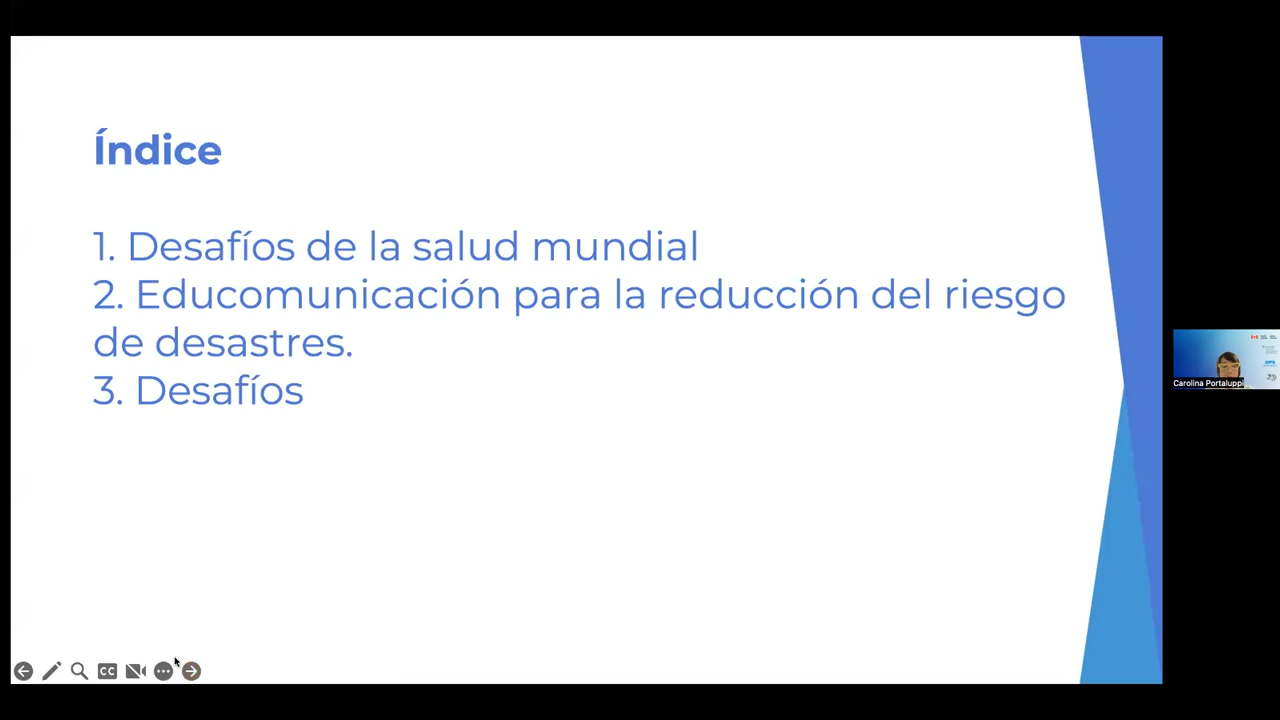 Índice
1. Desafíos de la salud mundial
2. Educomunicación para la reducción del riesgo
de desastres.
3. Desafíos
Carolina Portaluppi
CC